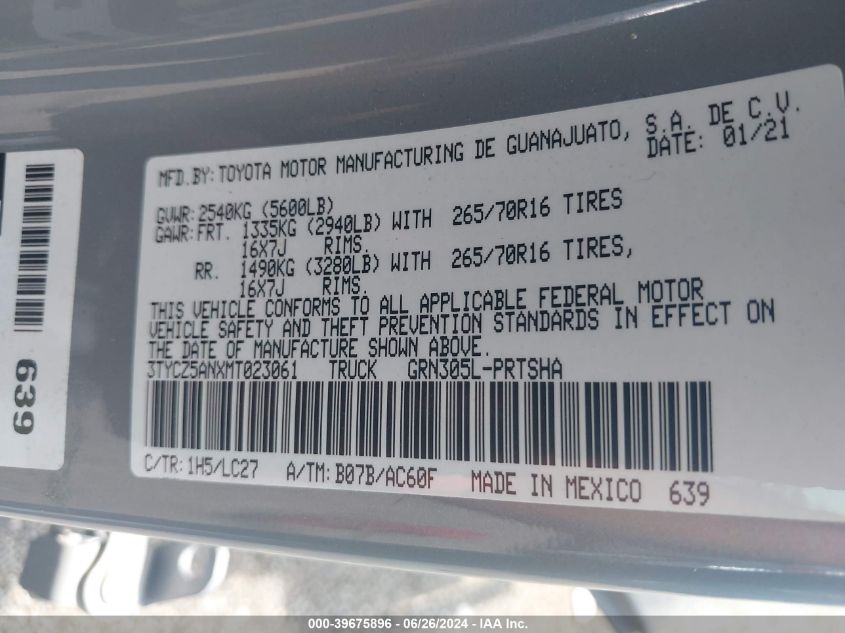 MFD.BY: TOYOTA MOTOR MANUFACTURING DE GUANAJUATO, S.A. DE C.V.
DATE: 01/21
GVWR: 2540KG (5600LB)
GAWR: FRT. 1335KG (2940LB) WITH 265/70R16 TIRES
16X7J RIMS.
RR. 1490KG (3280LB) WITH 265/70R16 TIRES,
16X7J RIMS.
THIS VEHICLE CONFORMS TO ALL APPLICABLE FEDERAL MOTOR
VEHICLE SAFETY AND THEFT PREVENTION STANDARDS IN EFFECT ON
THE DATE OF MANUFACTURE SHOWN ABOVE.
3TYCZ5ANXMT023061 TRUCK GRN305L-PRTSHA
C/TR: 1H5/LC27 A/TM: B07B/AC60F MADE IN MEXICO 639
639
000-39675896 - 06/26/2024 - IAA Inc.